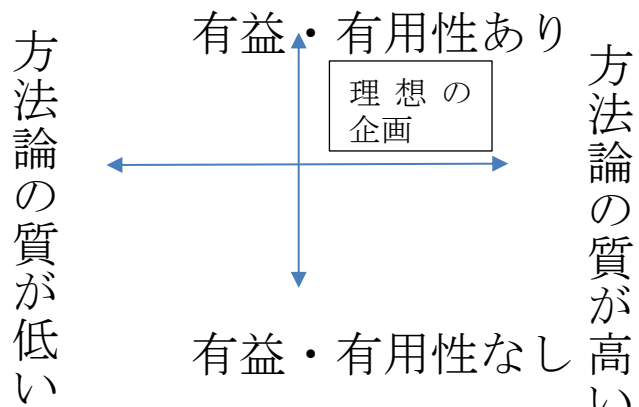 有益・有用性あり
方法論の質が低い
理想の
企画
方法論の質が高い
有益・有用性なし